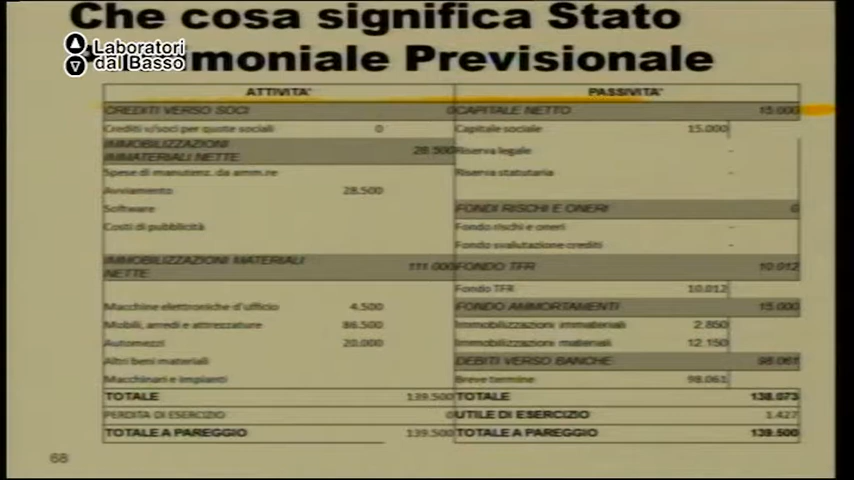 Che cosa significa Stato
Laboratori
dal Basso
imoniale Previsionale
ATTIVITA' PASSIVITA'
CREDITI VERSO SOCI 0 CAPITALE NETTO 15.000
Crediti v/soci per quote sociali 0 Capitale sociale 15.000
IMMOBILIZZAZIONI
IMMATERIALI NETTE 28.500 Riserva legale -
Spese di manutenz. da amm.re Riserva statutaria -
Avviamento 28.500
Software FONDI RISCHI E ONERI 0
Costi di pubblicità Fondo rischi e oneri -
Fondo svalutazione crediti -
IMMOBILIZZAZIONI MATERIALI
NETTE 111.000 FONDO TFR 10.012
Fondo TFR 10.012
Macchine elettroniche d'ufficio 4.500 FONDO AMMORTAMENTI 15.000
Mobili, arredi e attrezzature 86.500 Immobilizzazioni immateriali 2.850
Automezzi 20.000 Immobilizzazioni materiali 12.150
Altri beni materiali DEBITI VERSO BANCHE 98.061
Macchinari e impianti Breve termine 98.061
TOTALE 139.500 TOTALE 138.073
PERDITA DI ESERCIZIO 0 UTILE DI ESERCIZIO 1.427
TOTALE A PAREGGIO 139.500 TOTALE A PAREGGIO 139.500
68